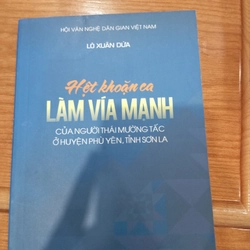 HỘI VĂN NGHỆ DÂN GIAN VIỆT NAM
LÒ XUÂN DỪA
Hệt khoăn ca
LÀM VÍA MẠNH
CỦA NGƯỜI THÁI MƯỜNG TẤC
Ở HUYỆN PHÙ YÊN, TỈNH SƠN LA